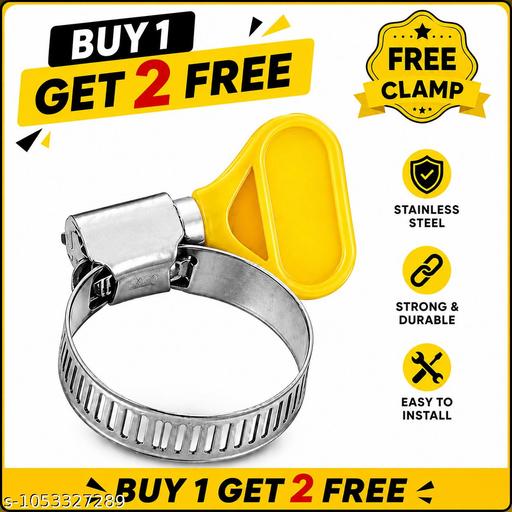 BUY 1
GET 2 FREE
FREE
CLAMP
STAINLESS
STEEL
STRONG &
DURABLE
EASY TO
INSTALL
s-1053327289
BUY 1 GET 2 FREE